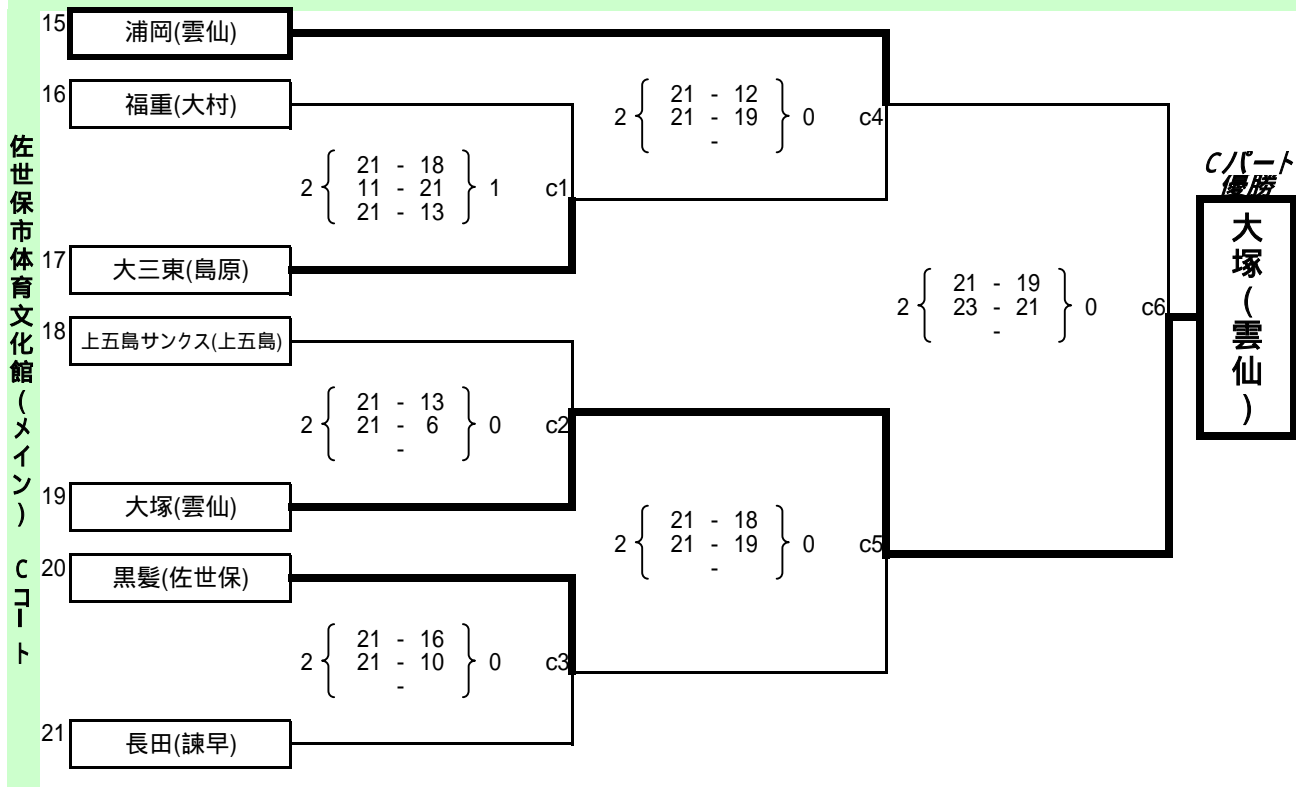 佐世保市体育文化館(メイン) Cコート
15
浦岡(雲仙)
16
福重(大村)
2 21 - 18 1 c1
11 - 21
21 - 13
17
大三東(島原)
2 21 - 12 0 c4
21 - 19
-
18
上五島サンクス(上五島)
2 21 - 13 0 c2
21 - 6
-
19
大塚(雲仙)
20
黒髪(佐世保)
2 21 - 16 0 c3
21 - 10
-
21
長田(諫早)
2 21 - 18 0 c5
21 - 19
-
2 21 - 19 0 c6
23 - 21
-
Cパート
優勝
大塚(雲仙)